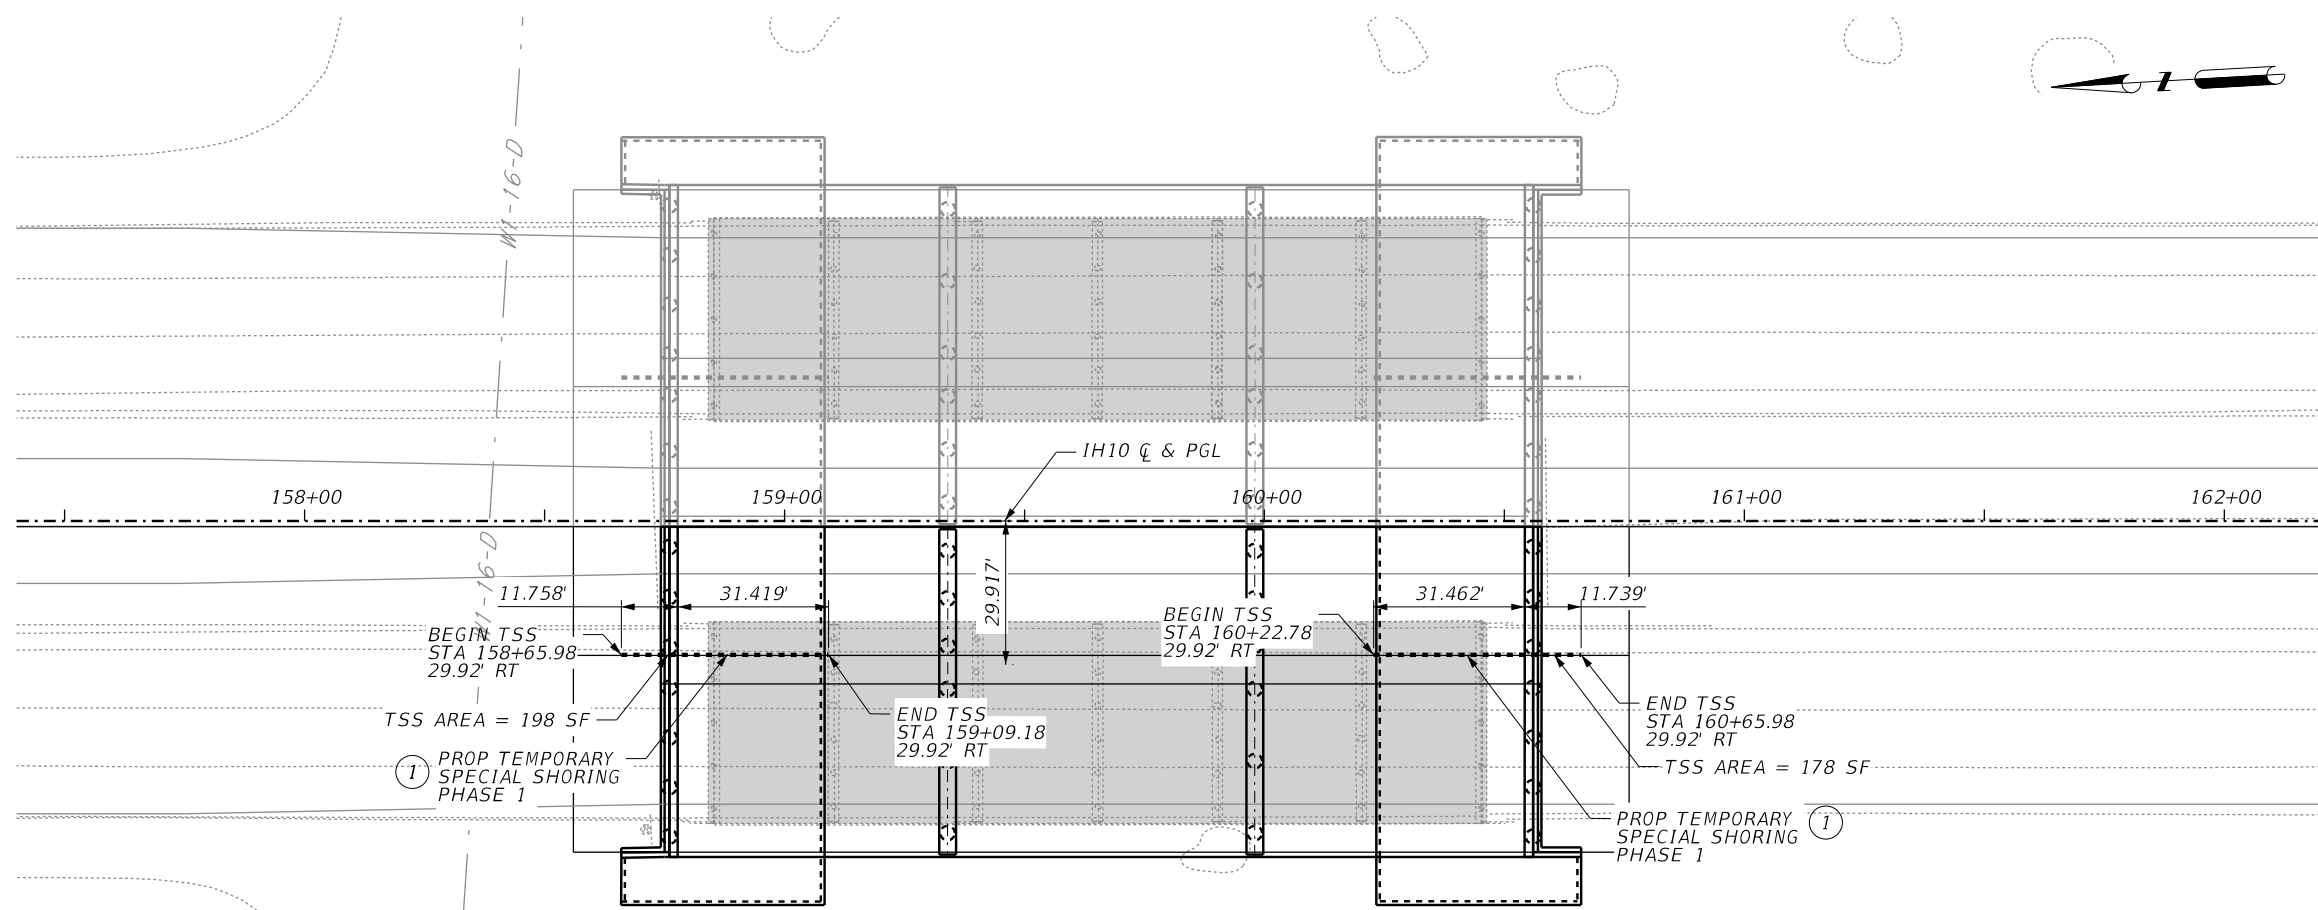 W1-16-D
Z
IH10 ℄ & PGL
158+00
159+00
160+00
161+00
162+00
W1-16-D
11.758'
31.419'
29.917'
31.462'
11.739'
BEGIN TSS
STA 158+65.98
29.92' RT
BEGIN TSS
STA 160+22.78
29.92' RT
TSS AREA = 198 SF
END TSS
STA 159+09.18
29.92' RT
END TSS
STA 160+65.98
29.92' RT
1
PROP TEMPORARY
SPECIAL SHORING
PHASE 1
TSS AREA = 178 SF
PROP TEMPORARY
SPECIAL SHORING
PHASE 1
1